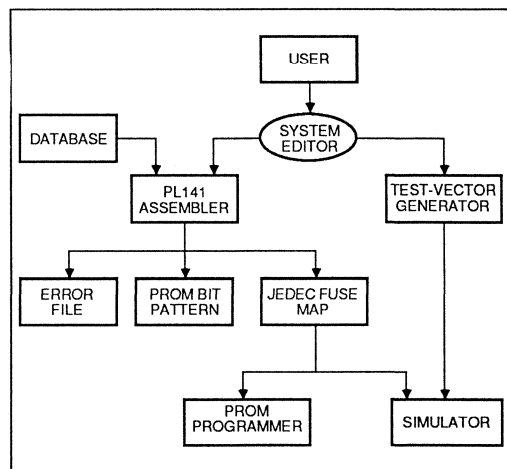 USER
SYSTEM
EDITOR
DATABASE
PL141
ASSEMBLER
TEST-VECTOR
GENERATOR
ERROR
FILE
PROM BIT
PATTERN
JEDEC FUSE
MAP
PROM
PROGRAMMER
SIMULATOR